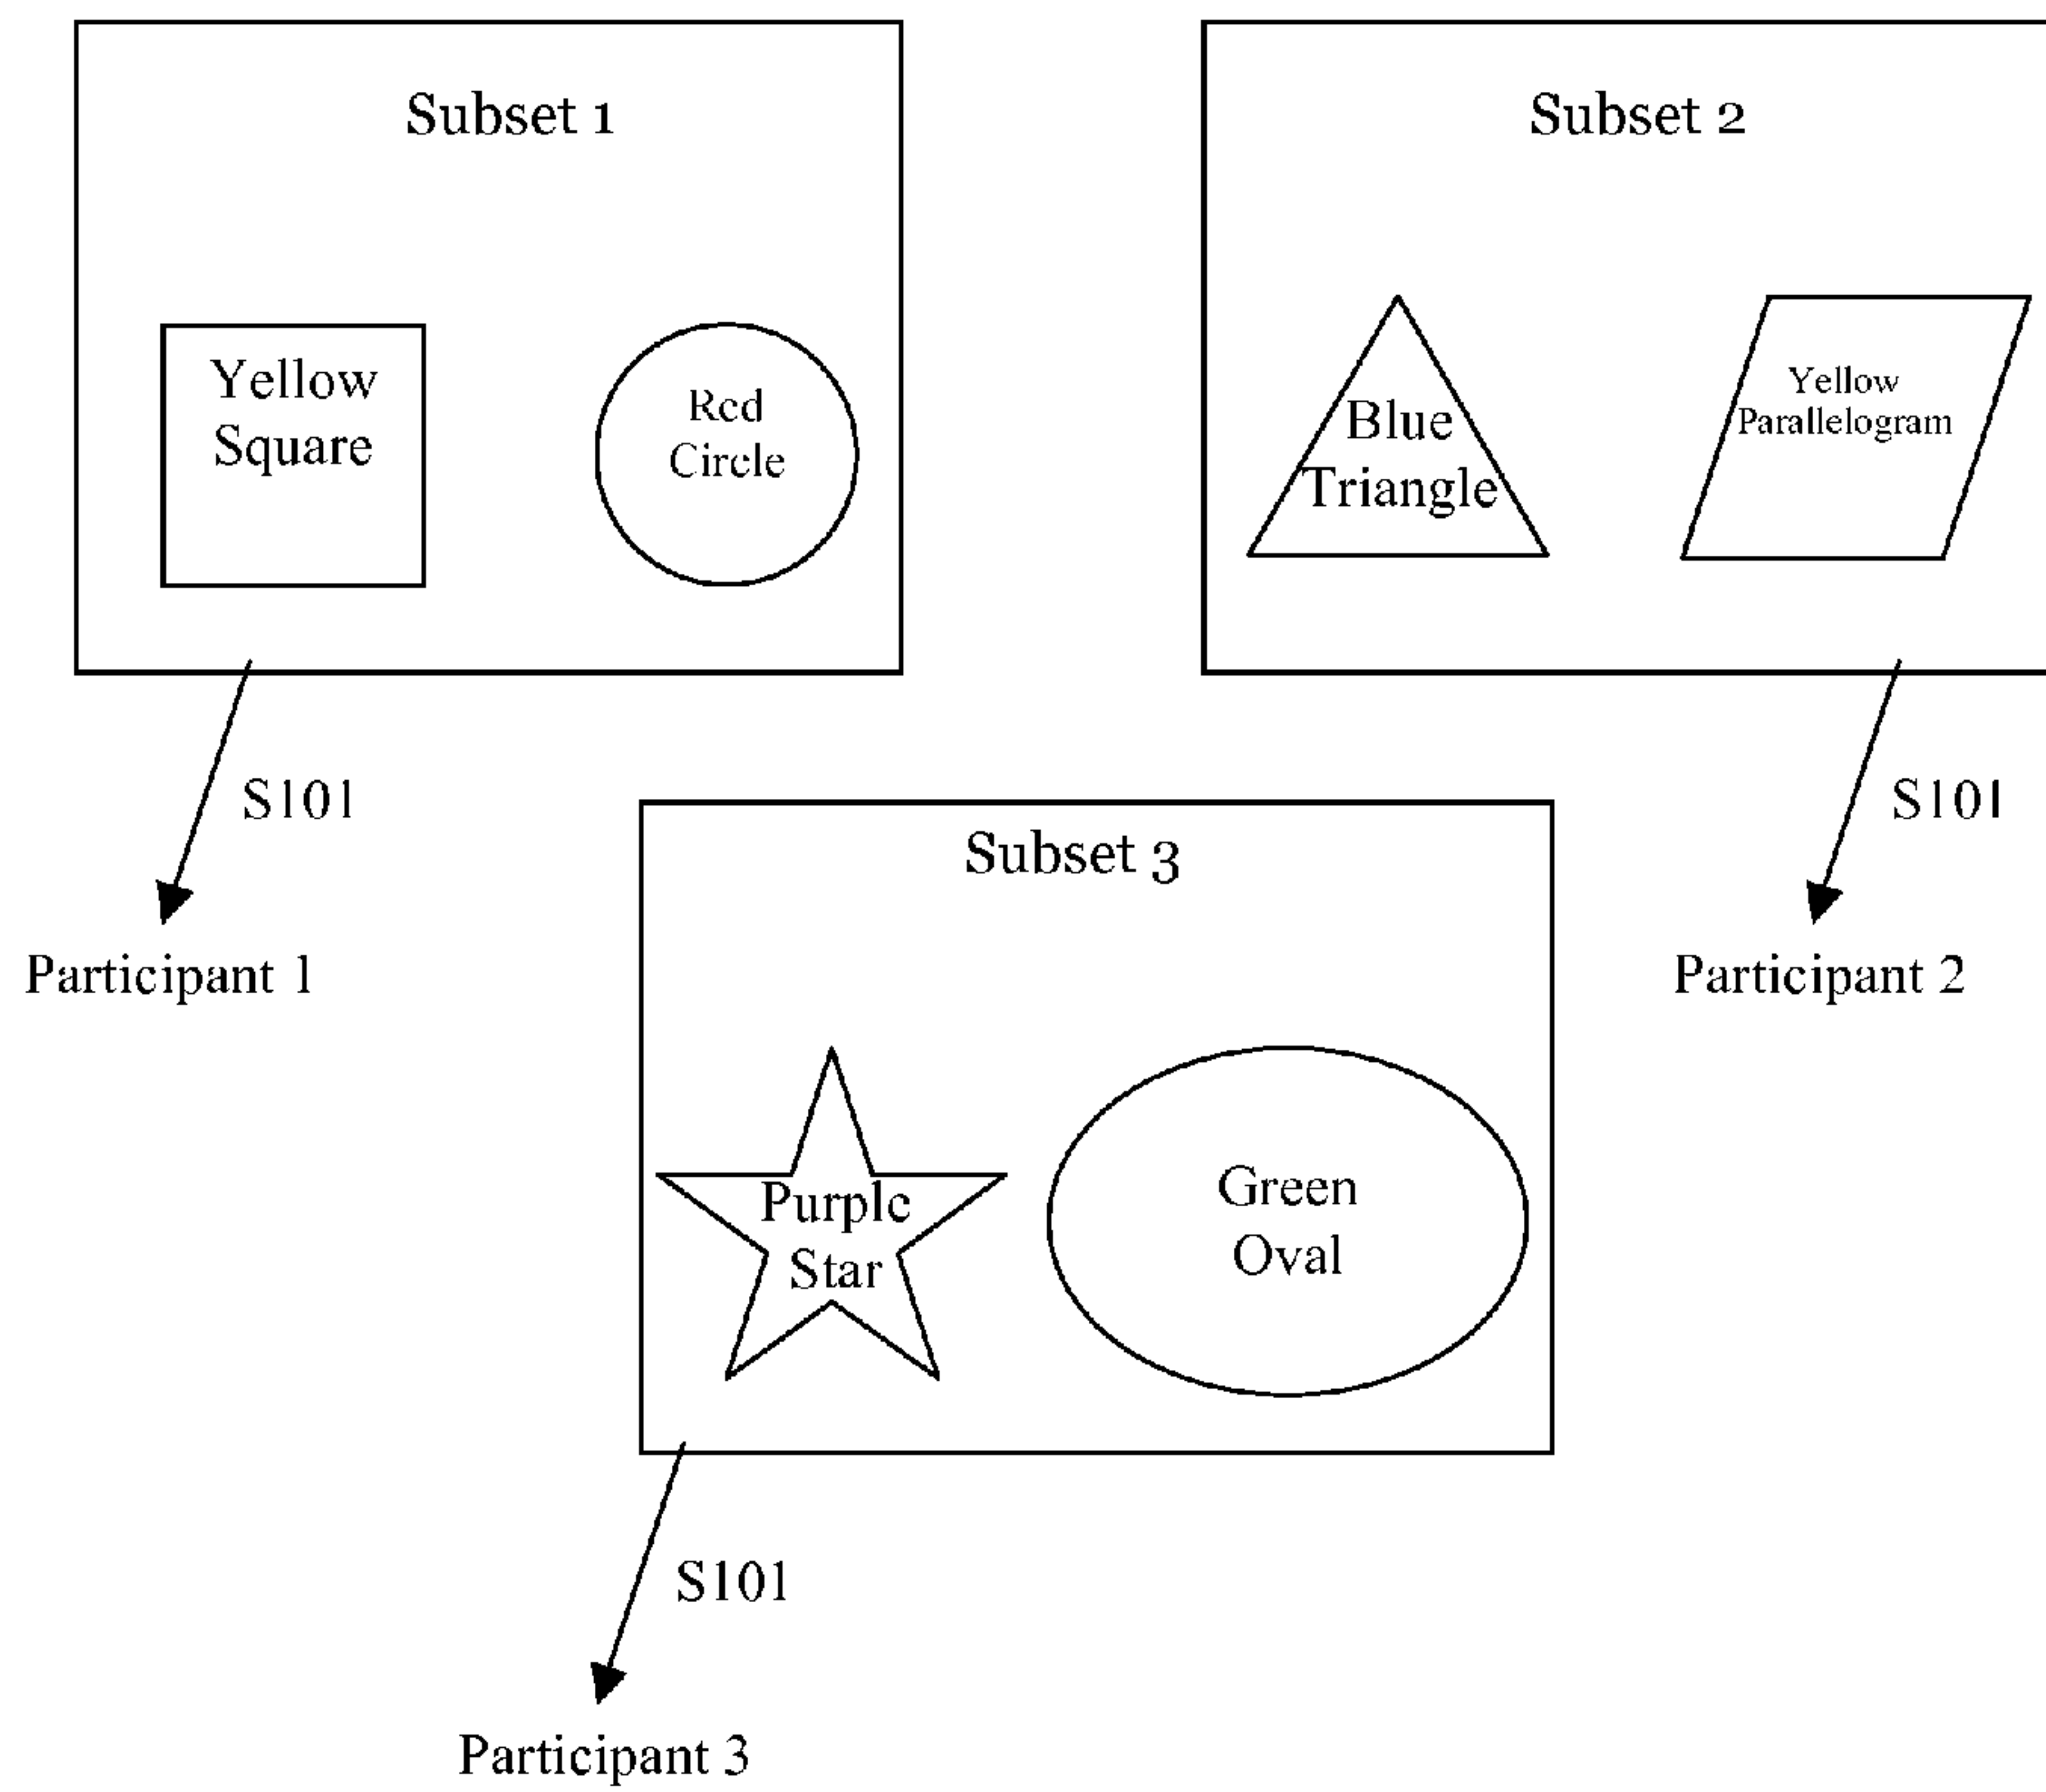 Subset 1
Yellow
Square
Red
Circle
S101
Participant 1
Subset 2
Blue
Triangle
Yellow
Parallelogram
S101
Participant 2
Subset 3
Purple
Star
Green
Oval
S101
Participant 3